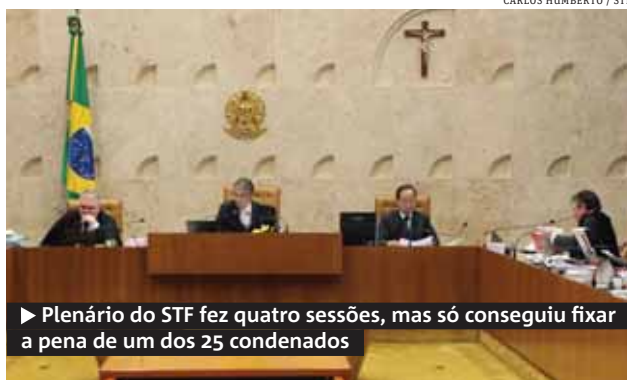 CARLOS HUMBERTO / STF
▶ Plenário do STF fez quatro sessões, mas só conseguiu fixar
a pena de um dos 25 condenados